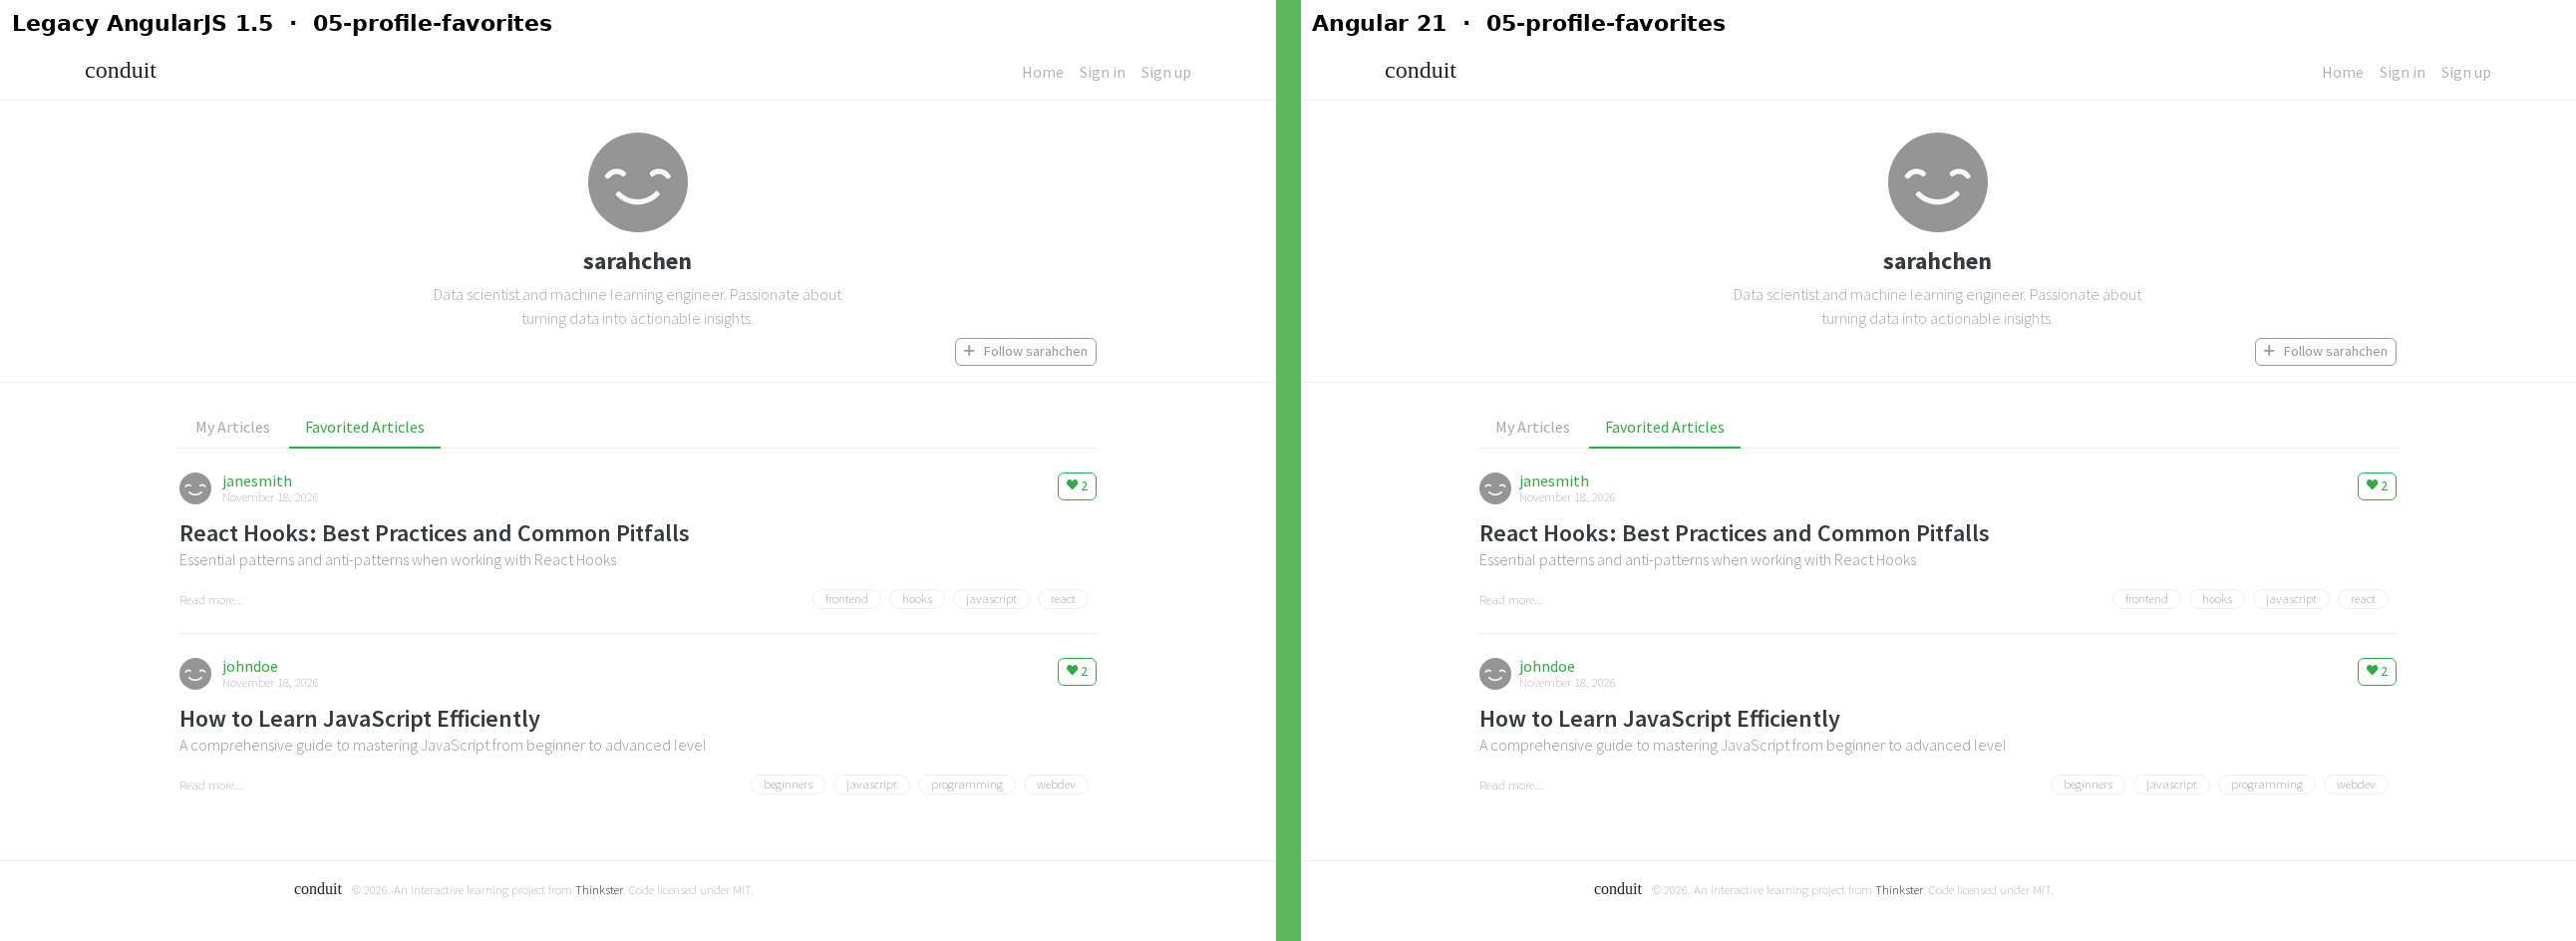 Legacy AngularJS 1.5 · 05-profile-favorites
conduit Home Sign in Sign up
sarahchen
Data scientist and machine learning engineer. Passionate about
turning data into actionable insights.
+ Follow sarahchen
My Articles Favorited Articles
janesmith
November 18, 2026
2
React Hooks: Best Practices and Common Pitfalls
Essential patterns and anti-patterns when working with React Hooks
Read more... frontend hooks javascript react
johndoe
November 18, 2026
2
How to Learn JavaScript Efficiently
A comprehensive guide to mastering JavaScript from beginner to advanced level
Read more... beginners javascript programming webdev
conduit © 2026. An interactive learning project from Thinkster. Code licensed under MIT.
Angular 21 · 05-profile-favorites
conduit Home Sign in Sign up
sarahchen
Data scientist and machine learning engineer. Passionate about
turning data into actionable insights.
+ Follow sarahchen
My Articles Favorited Articles
janesmith
November 18, 2026
2
React Hooks: Best Practices and Common Pitfalls
Essential patterns and anti-patterns when working with React Hooks
Read more... frontend hooks javascript react
johndoe
November 18, 2026
2
How to Learn JavaScript Efficiently
A comprehensive guide to mastering JavaScript from beginner to advanced level
Read more... beginners javascript programming webdev
conduit © 2026. An interactive learning project from Thinkster. Code licensed under MIT.